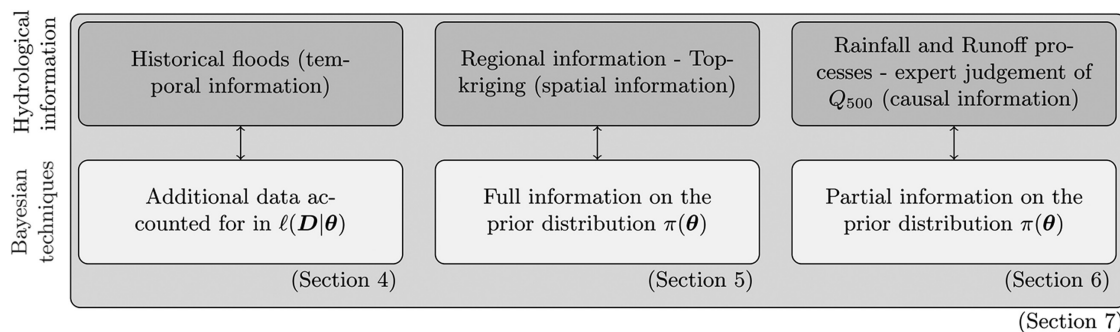 Hydrological
information
Historical floods (tem-
poral information)
Regional information - Top-
kriging (spatial information)
Rainfall and Runoff pro-
cesses - expert judgement of
Q₅₀₀ (causal information)
Bayesian
techniques
Additional data ac-
counted for in ℓ(D|θ)
Full information on the
prior distribution π(θ)
Partial information on the
prior distribution π(θ)
(Section 4)
(Section 5)
(Section 6)
(Section 7)